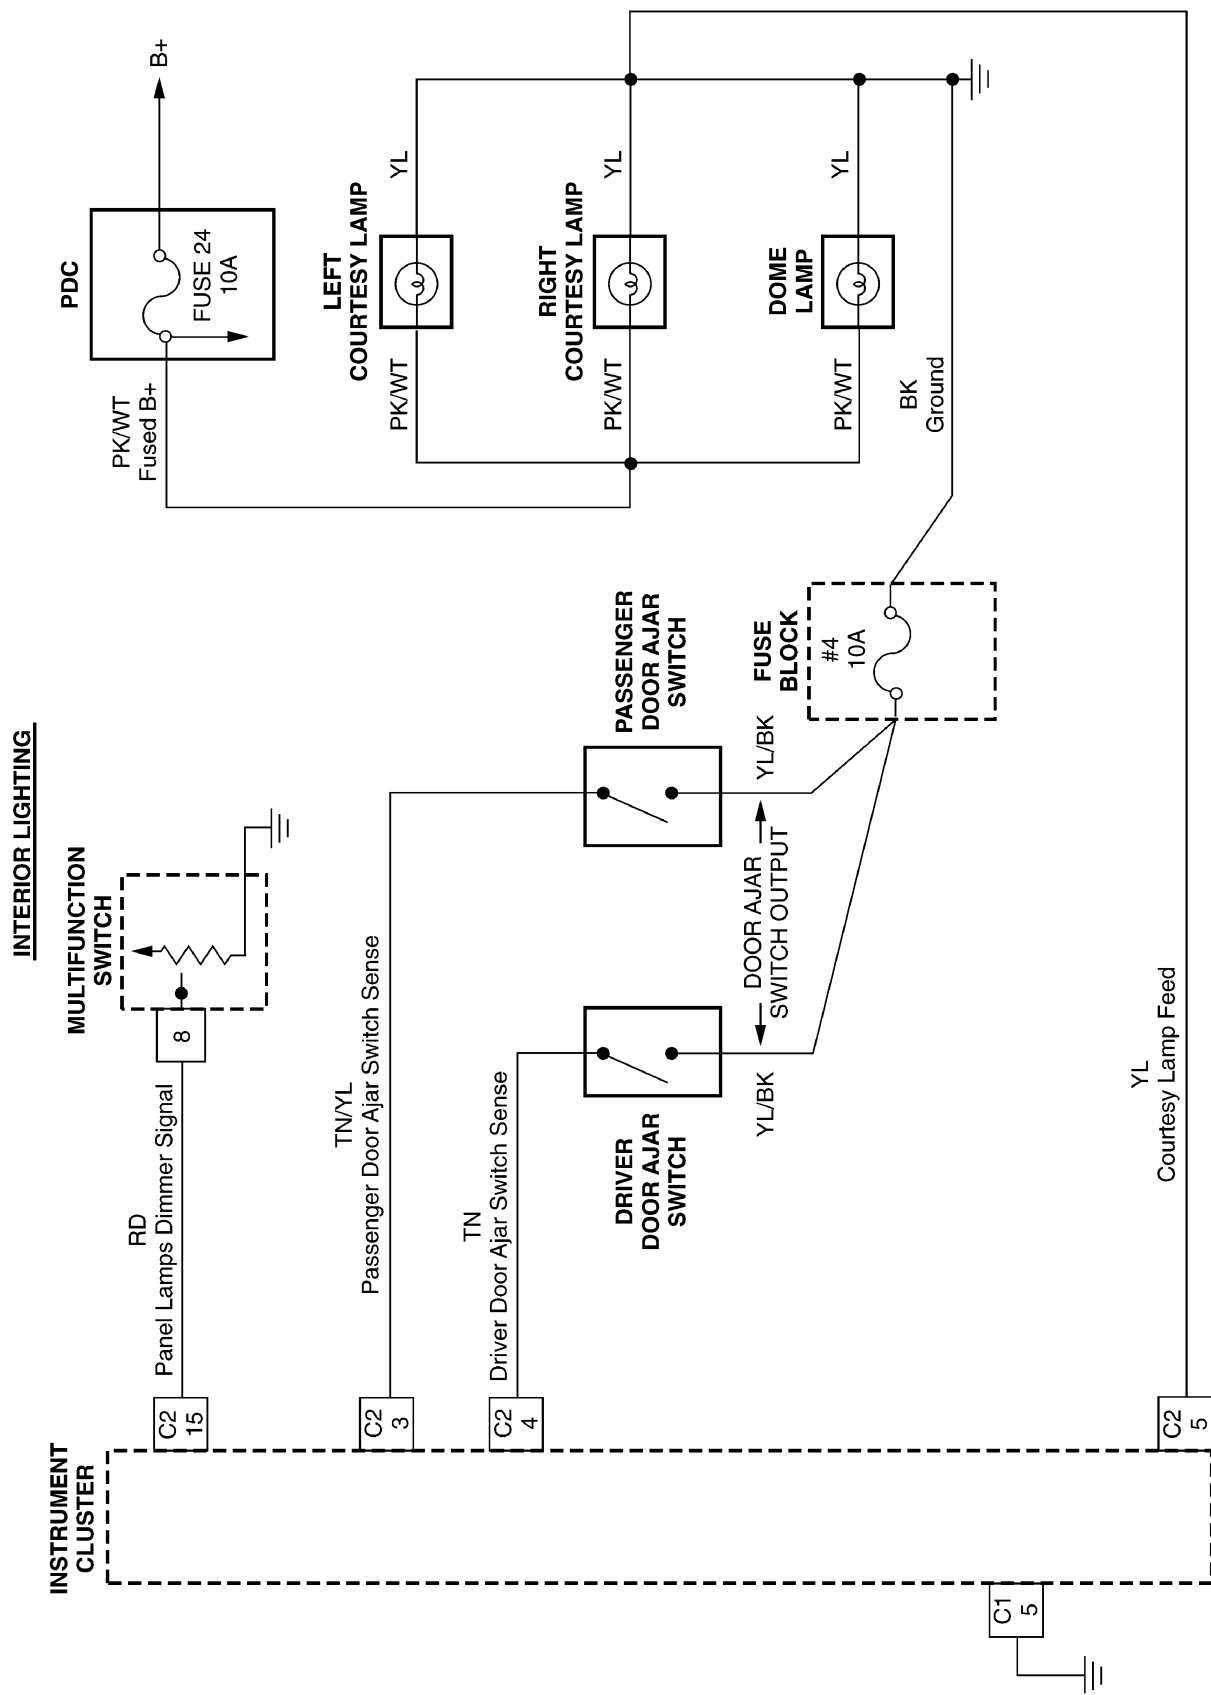 INTERIOR LIGHTING
INSTRUMENT
CLUSTER
MULTIFUNCTION
SWITCH
PDC
C2
15
RD
Panel Lamps Dimmer Signal
8
PK/WT
Fused B+
FUSE 24
10A
B+
C2
3
TN/YL
Passenger Door Ajar Switch Sense
LEFT
COURTESY LAMP
PK/WT
YL
C2
4
TN
Driver Door Ajar Switch Sense
DRIVER
DOOR AJAR
SWITCH
PASSENGER
DOOR AJAR
SWITCH
RIGHT
COURTESY LAMP
PK/WT
YL
YL/BK
DOOR AJAR
SWITCH OUTPUT
YL/BK
FUSE
BLOCK
#4
10A
DOME
LAMP
PK/WT
YL
BK
Ground
C1
5
C2
5
YL
Courtesy Lamp Feed